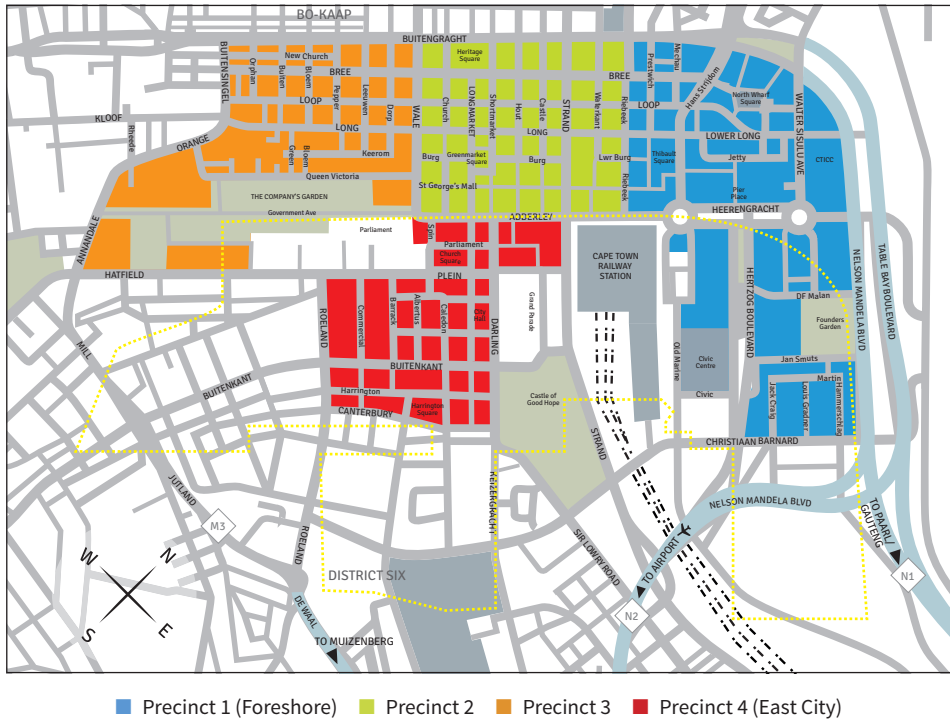 BO-KAAP
BUITENGRAGHT
BUITENSINGEL
New Church
Heritage
Square
Orphan
Buiten
Bloem
Pepper
Leeuwen
Dorp
BREE
BREE
Prestwich
Mechau
Hans Strijdom
North Wharf
Square
LOOP
LOOP
WALE
Church
LONGMARKET
Shortmarket
Hout
Castle
STRAND
Waterkant
Riebeek
WALTER SISULU AVE
KLOOF
Rheede
ORANGE
LONG
LONG
LOWER LONG
Green
Bloem
Keerom
Burg
Greenmarket
Square
Burg
Lwr Burg
Thibault
Square
Jetty
CTICC
Queen Victoria
St George's Mall
Riebeek
Pier
Place
THE COMPANY'S GARDEN
Government Ave
HEERENGRACHT
ADDERLEY
ANNANDALE
Parliament
Spin
Parliament
Church
Square
CAPE TOWN
RAILWAY
STATION
HATFIELD
PLEIN
HERTZOG BOULEVARD
NELSON MANDELA BLVD
TABLE BAY BOULEVARD
DF Malan
Founders
Garden
ROELAND
Commercial
Barrack
Albertus
Caledon
City
Hall
DARLING
Grand Parade
MILL
Old Marine
Civic
Centre
Jan Smuts
BUITENKANT
BUITENKANT
Harrington
CANTERBURY
Harrington
Square
Castle of
Good Hope
Civic
Martin
Jack Craig
Louis Gradner
Hammerschlag
STRAND
CHRISTIAAN BARNARD
JUTLAND
KEIZERGRACHT
NELSON MANDELA BLVD
TO PAARL/
GAUTENG
M3
ROELAND
SIR LOWRY ROAD
TO AIRPORT
DISTRICT SIX
N1
N2
W
N
S
E
DE WAAL
TO MUIZENBERG
Precinct 1 (Foreshore)
Precinct 2
Precinct 3
Precinct 4 (East City)